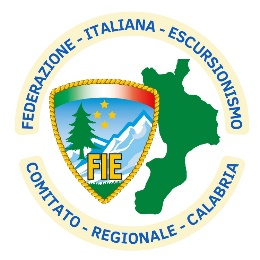 FEDERAZIONE - ITALIANA - ESCURSIONISMO
FIE
COMITATO - REGIONALE - CALABRIA